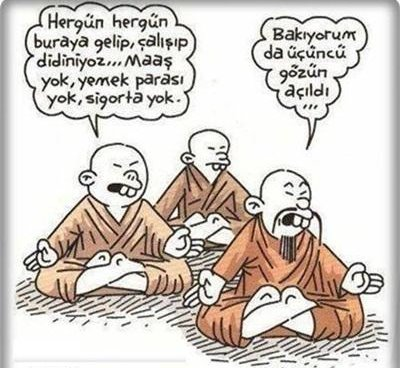 Hergün hergün
buraya gelip, çalışıp
didiniyoz... Maaş
yok, yemek parası
yok, sigorta yok.
Bakıyorum
da üçüncü
gözün
açıldı
...